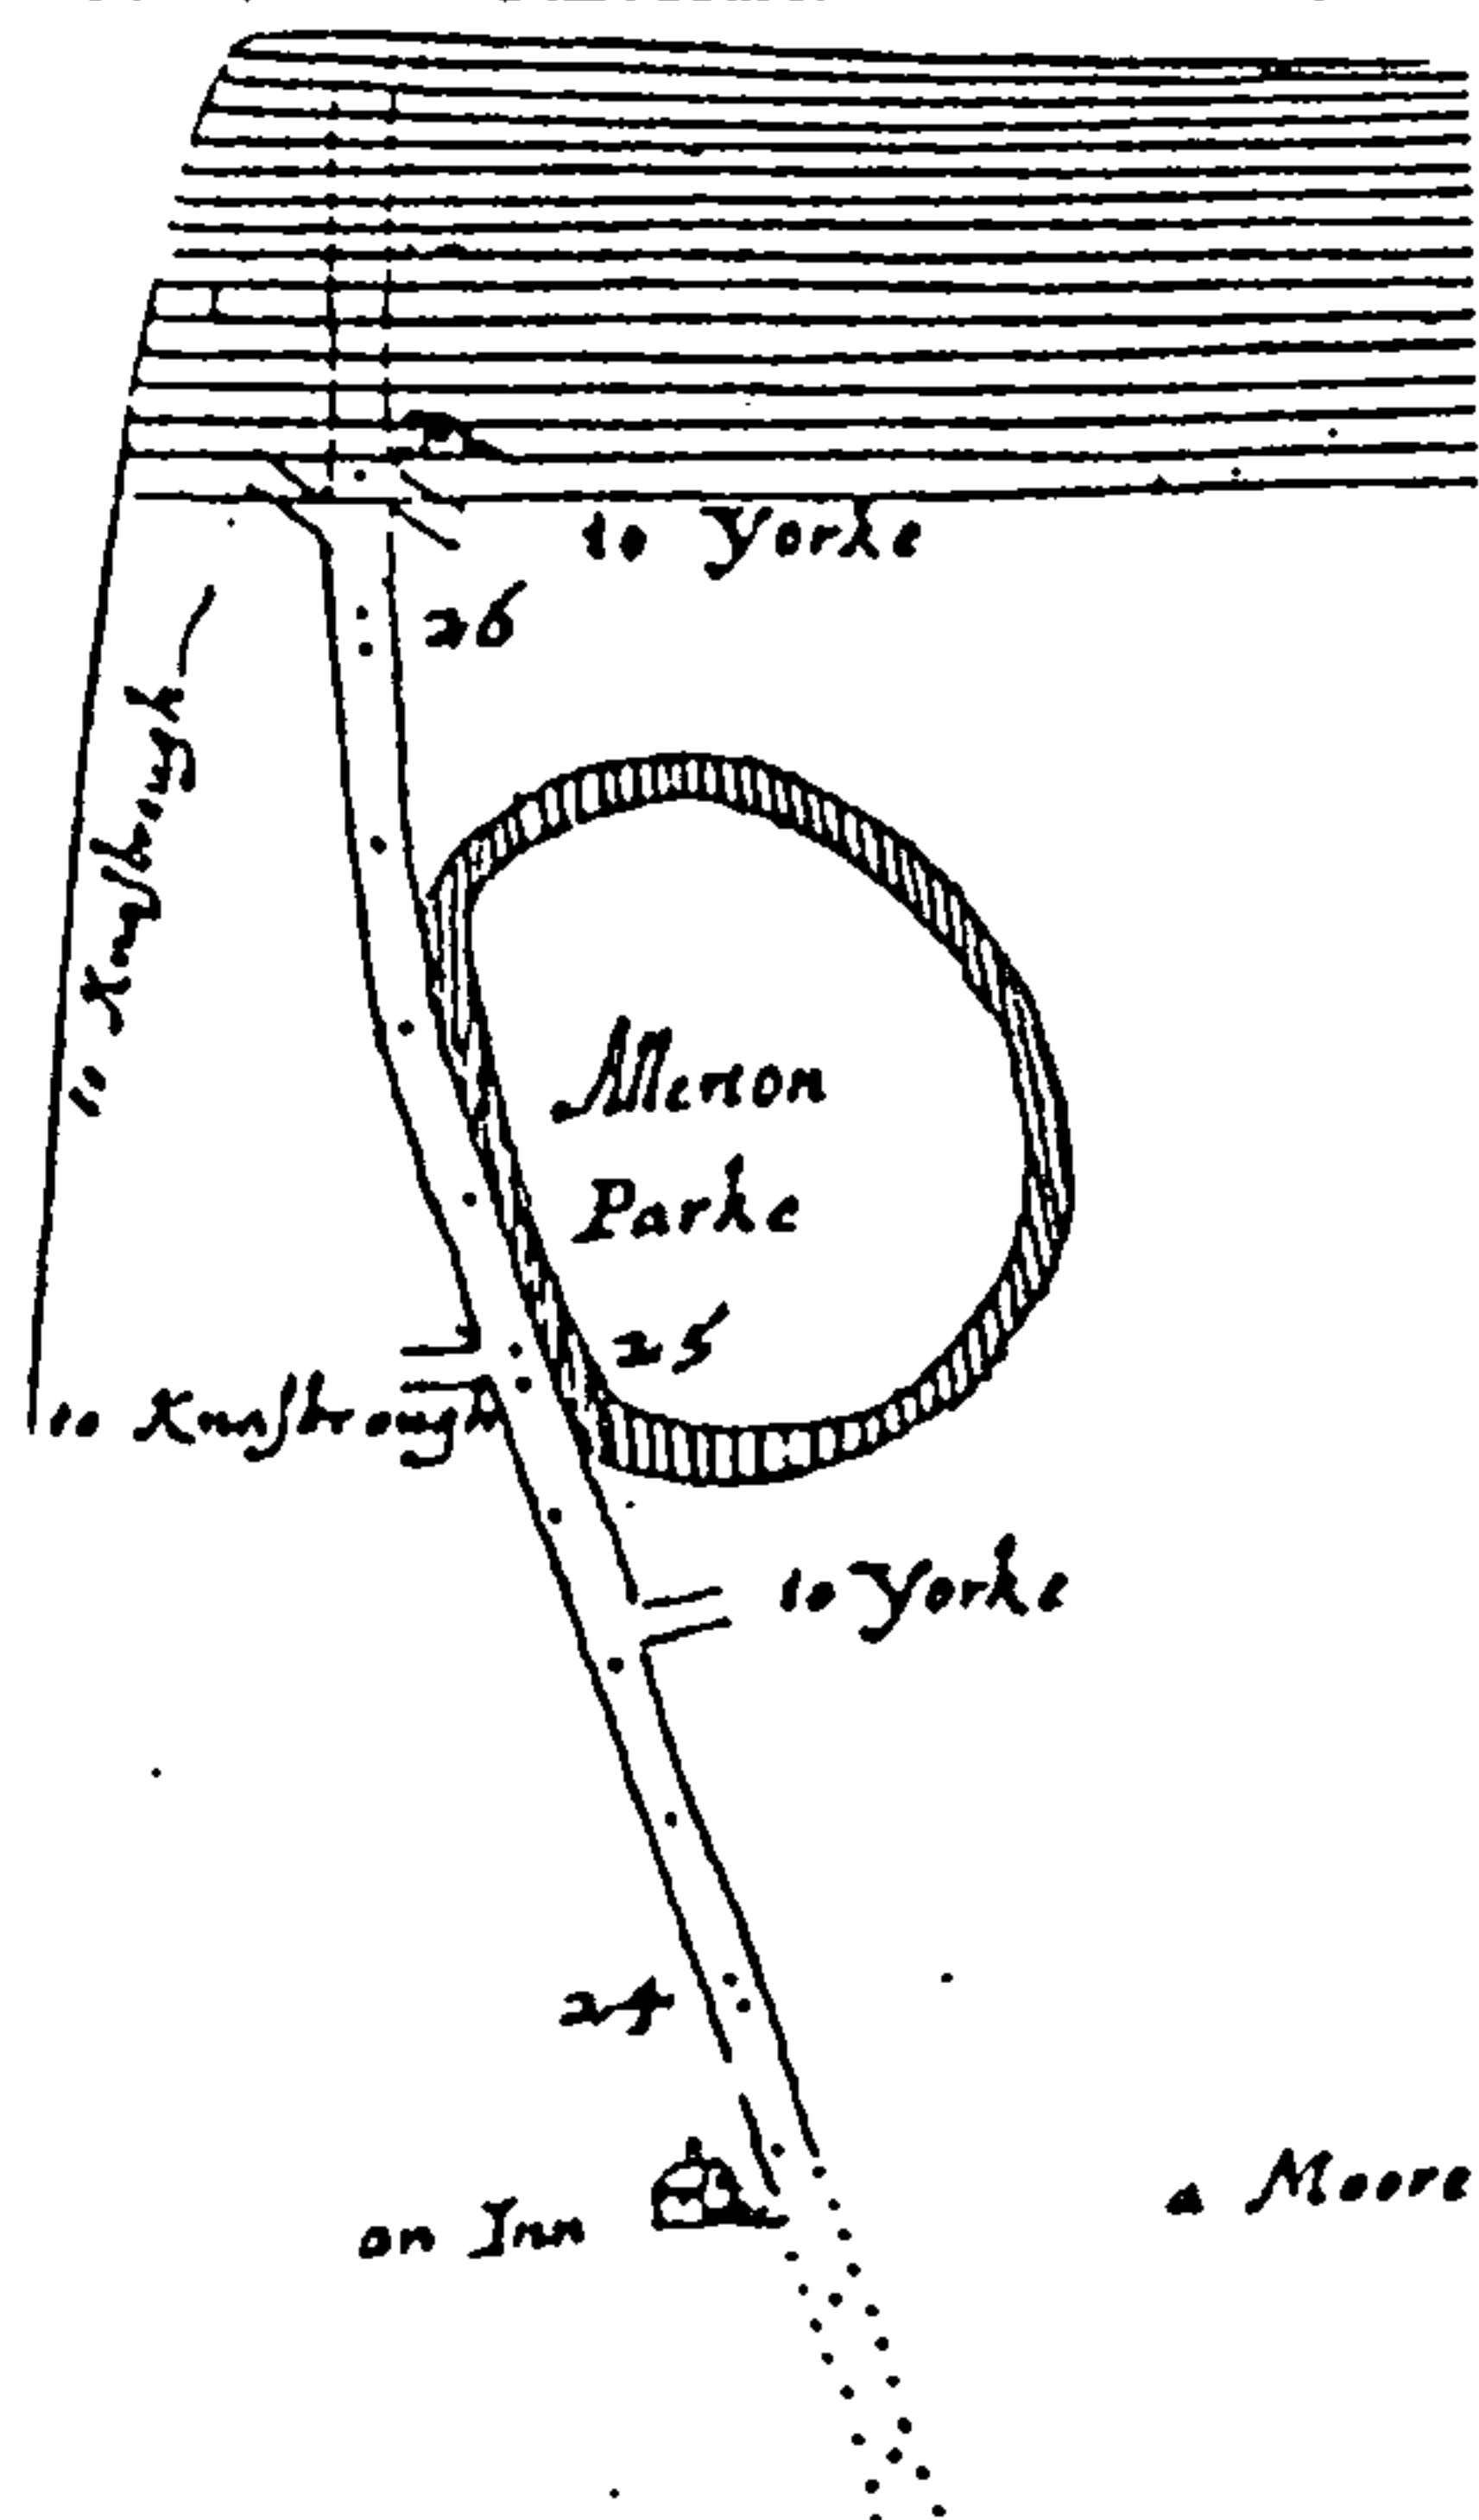 to Yorke
26
to Knasbrough
Allerton
Parke
25
to Knasbrough
to Yorke
24
an Inn
a Moore